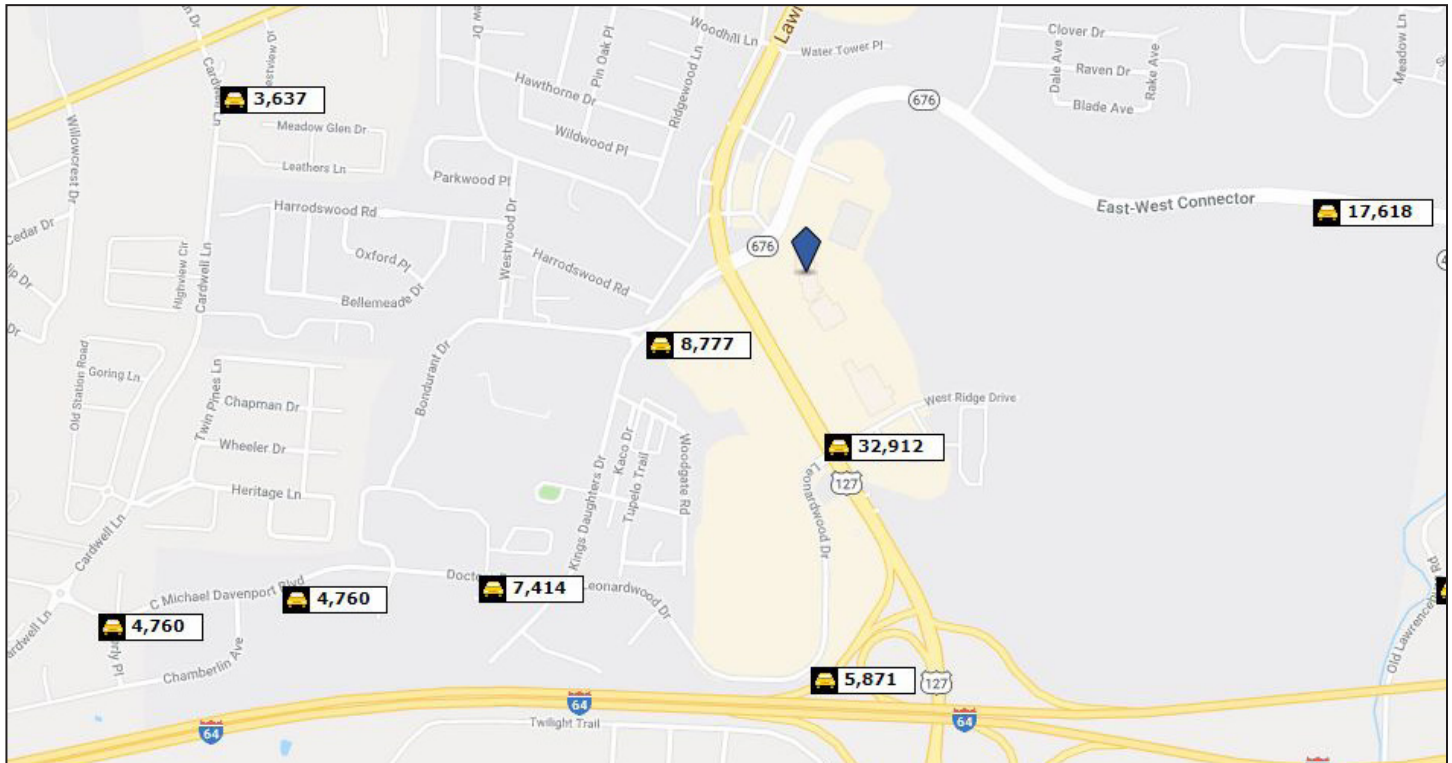 Woodhill Ln
Water Tower Pl
Clover Dr
Dale Ave
Raven Dr
Rake Ave
Blade Ave
Meadow Ln
Pin Oak Pl
Hawthorne Dr
Ridgewood Ln
Wildwood Pl
676
3,637
Meadow Glen Dr
Leathers Ln
Willowcrest Dr
Parkwood Pl
Harrodswood Rd
Westwood Dr
Oxford Pl
Harrodswood Rd
Bellemeade Dr
Highview Cir
Cardwell Ln
Cedar Dr
East-West Connector
17,618
676
8,777
Old Station Road
Goring Ln
Twin Pines Ln
Chapman Dr
Wheeler Dr
Heritage Ln
Bondurant Dr
Kings Daughters Dr
Kaco Dr
Tupelo Trail
Woodgate Rd
West Ridge Drive
32,912
127
Leonardwood Dr
Cardwell Ln
C Michael Davenport Blvd
4,760
4,760
7,414
Leonardwood Dr
Chamberlin Ave
5,871
127
64
64
64
Twilight Trail